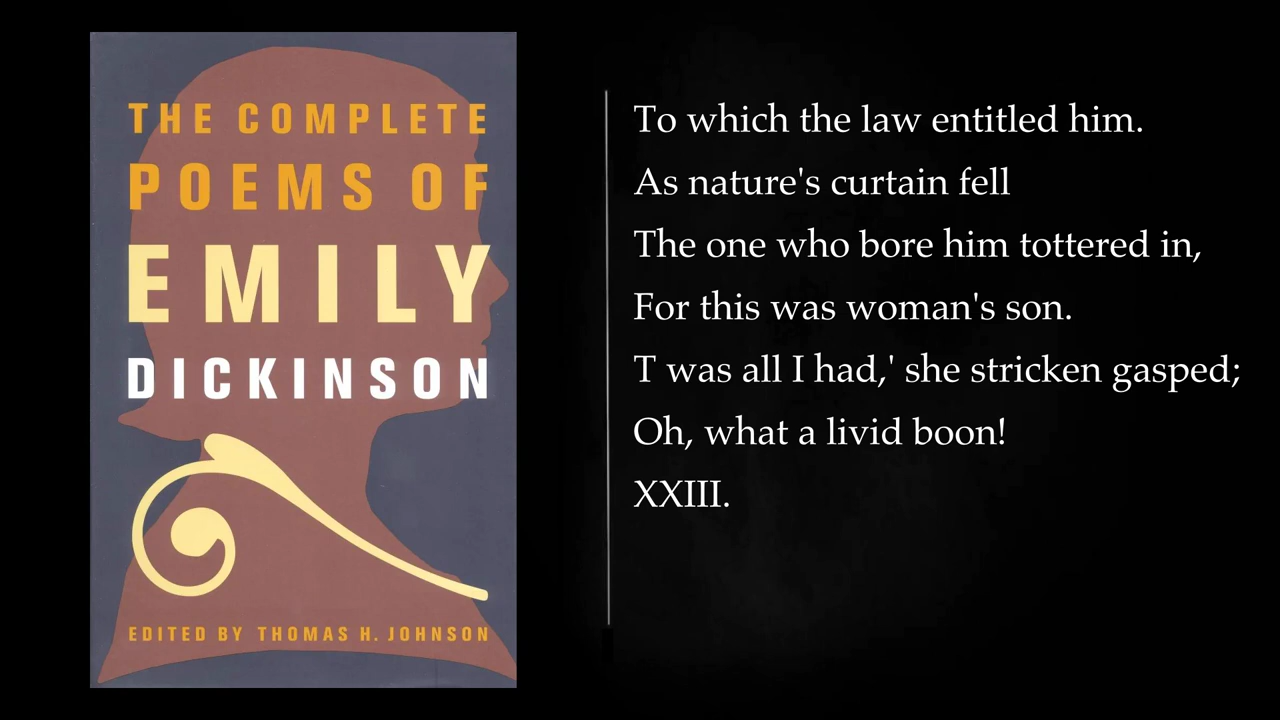 THE COMPLETE
POEMS OF
EMILY
DICKINSON
EDITED BY THOMAS H. JOHNSON
To which the law entitled him.
As nature's curtain fell
The one who bore him tottered in,
For this was woman's son.
T was all I had,' she stricken gasped;
Oh, what a livid boon!
XXIII.